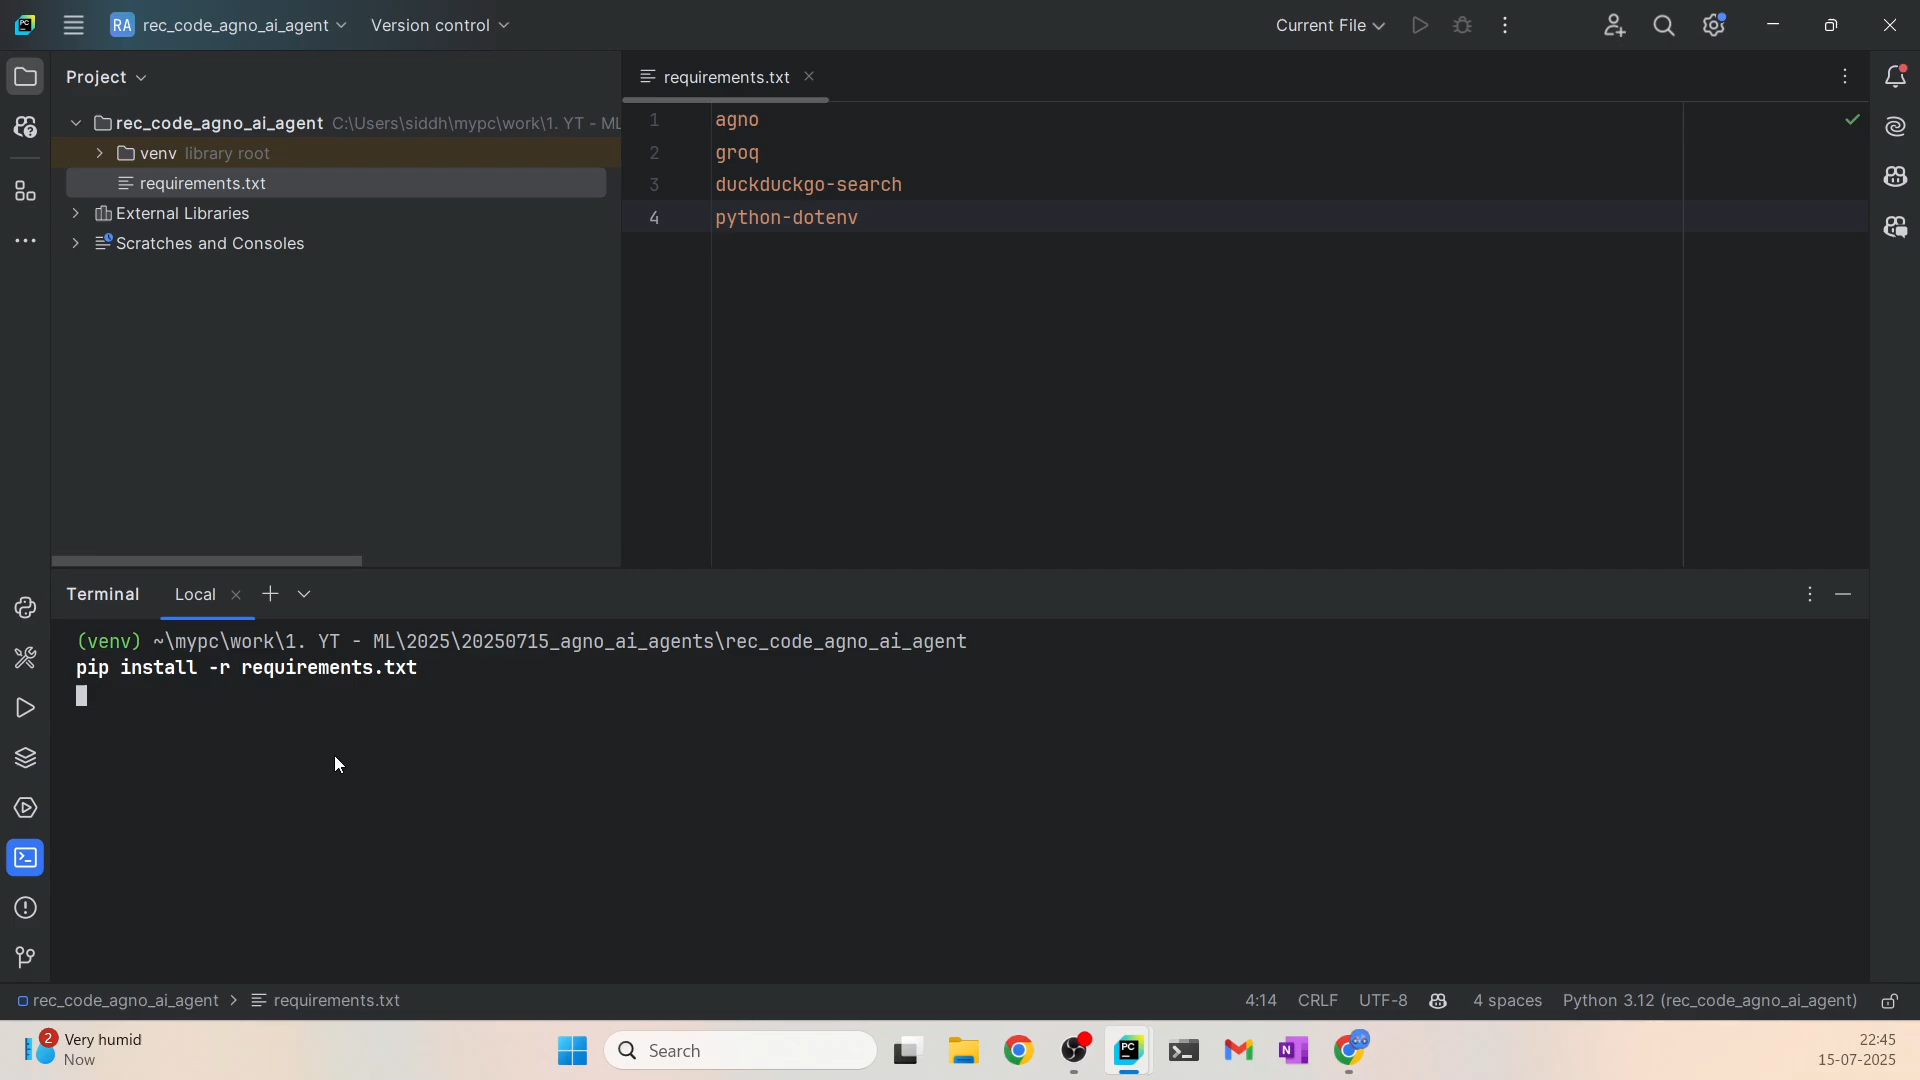 RA rec_code_agno_ai_agent Version control Current File
Project
requirements.txt
rec_code_agno_ai_agent C:\Users\siddh\mypc\work\1. YT - ML
venv library root
requirements.txt
External Libraries
Scratches and Consoles
1 agno
2 groq
3 duckduckgo-search
4 python-dotenv
Terminal Local
(venv) ~\mypc\work\1. YT - ML\2025\20250715_agno_ai_agents\rec_code_agno_ai_agent
pip install -r requirements.txt
rec_code_agno_ai_agent > requirements.txt 4:14 CRLF UTF-8 4 spaces Python 3.12 (rec_code_agno_ai_agent)
2 Very humid
Now
Search
PC
N
22:45
15-07-2025